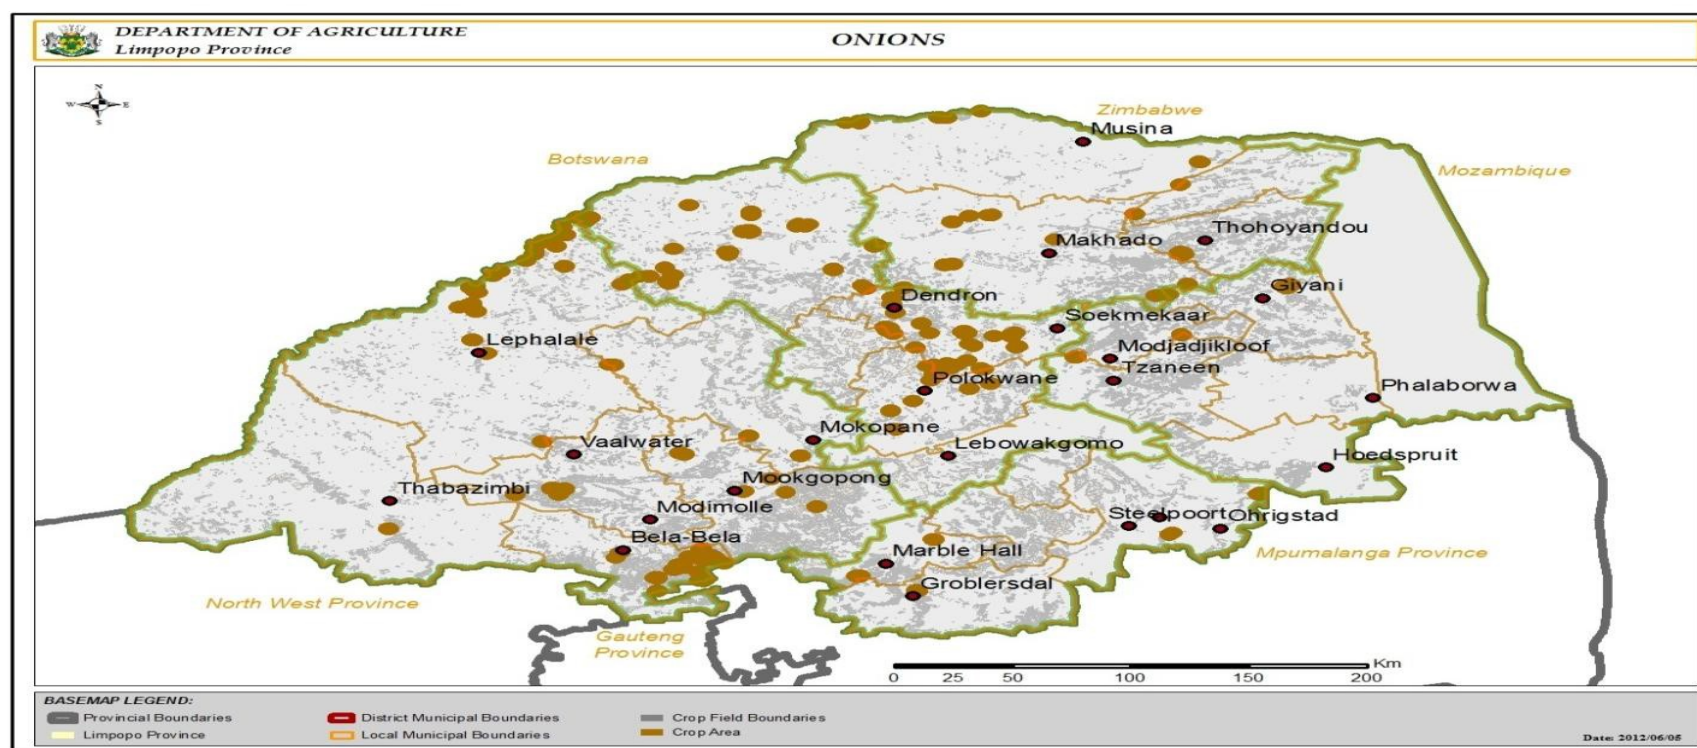 DEPARTMENT OF AGRICULTURE
Limpopo Province
ONIONS
N
W E
S
Zimbabwe
Musina
Botswana
Mozambique
Thohoyandou
Makhado
Giyani
Dendron
Soekmekaar
Lephalale
Modjadjikloof
Tzaneen
Polokwane
Phalaborwa
Mokopane
Vaalwater
Lebowakgomo
Hoedspruit
Mookgopong
Thabazimbi
Modimolle
Steelpoort
Ohrigstad
Bela-Bela
Marble Hall
Mpumalanga Province
Groblersdal
North West Province
Gauteng
Province
Km
0 25 50 100 150 200
BASEMAP LEGEND:
Provincial Boundaries District Municipal Boundaries Crop Field Boundaries
Limpopo Province Local Municipal Boundaries Crop Area
Date: 2012/06/05